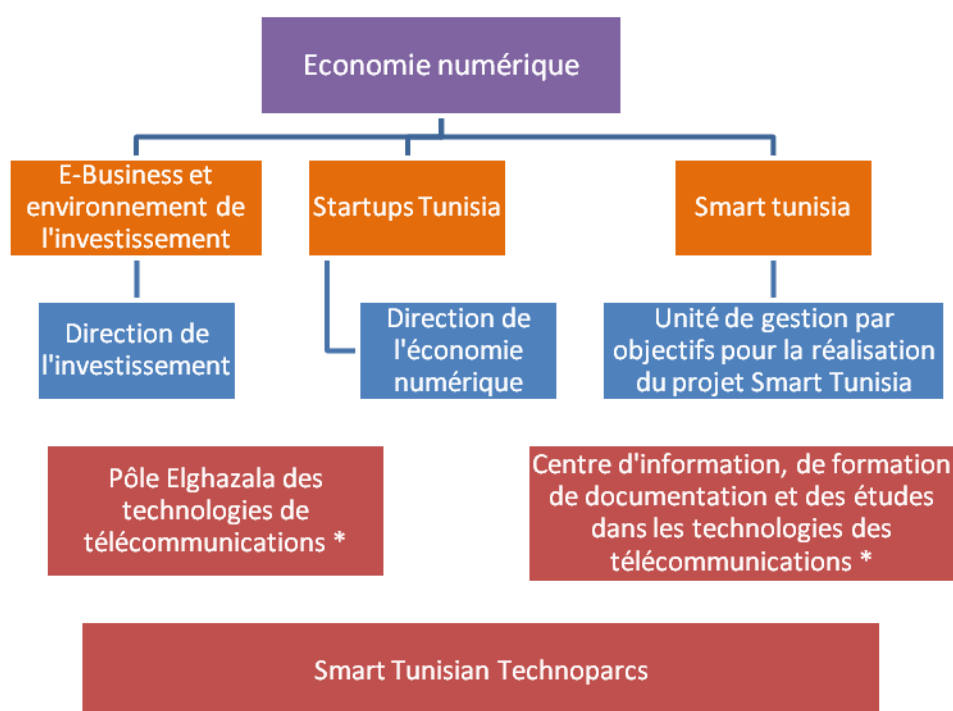 Economie numérique
E-Business et
environnement de
l'investissement
Startups Tunisia
Smart tunisia
Direction de
l'investissement
Direction de
l'économie
numérique
Unité de gestion par
objectifs pour la réalisation
du projet Smart Tunisia
Pôle Elghazala des
technologies de
télécommunications *
Centre d'information, de formation
de documentation et des études
dans les technologies des
télécommunications *
Smart Tunisian Technoparcs